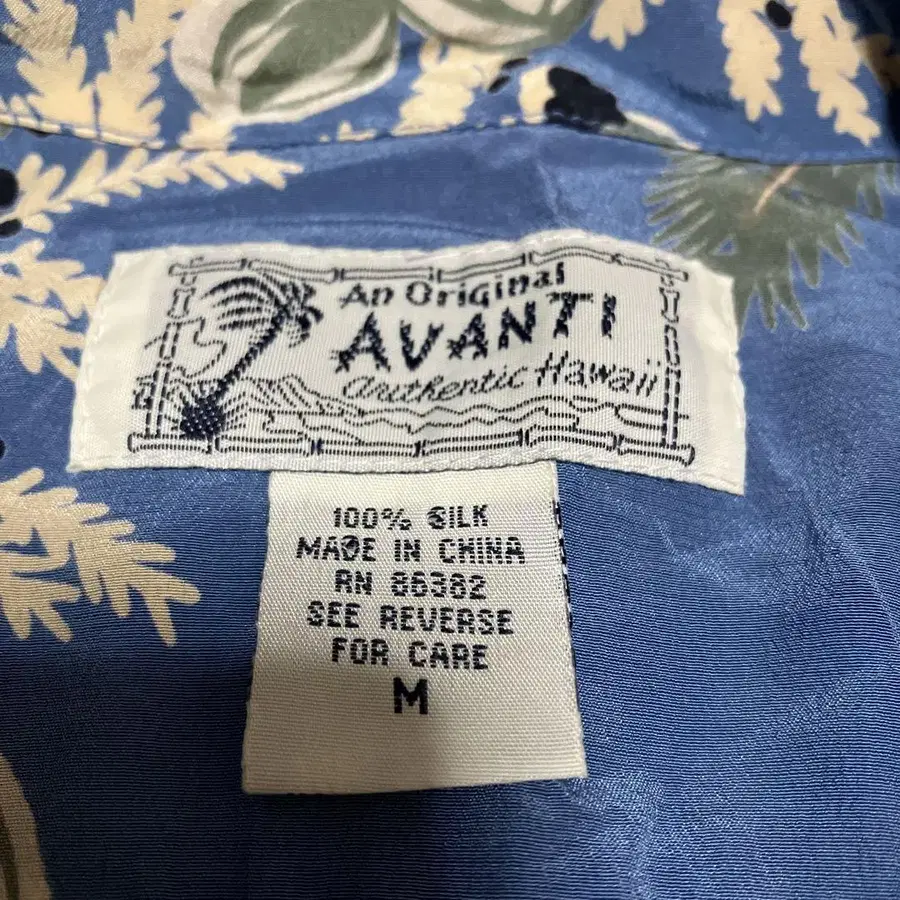 An Original
AVANTI
authentic Hawaii
100% SILK
MADE IN CHINA
RN 86382
SEE REVERSE
FOR CARE
M